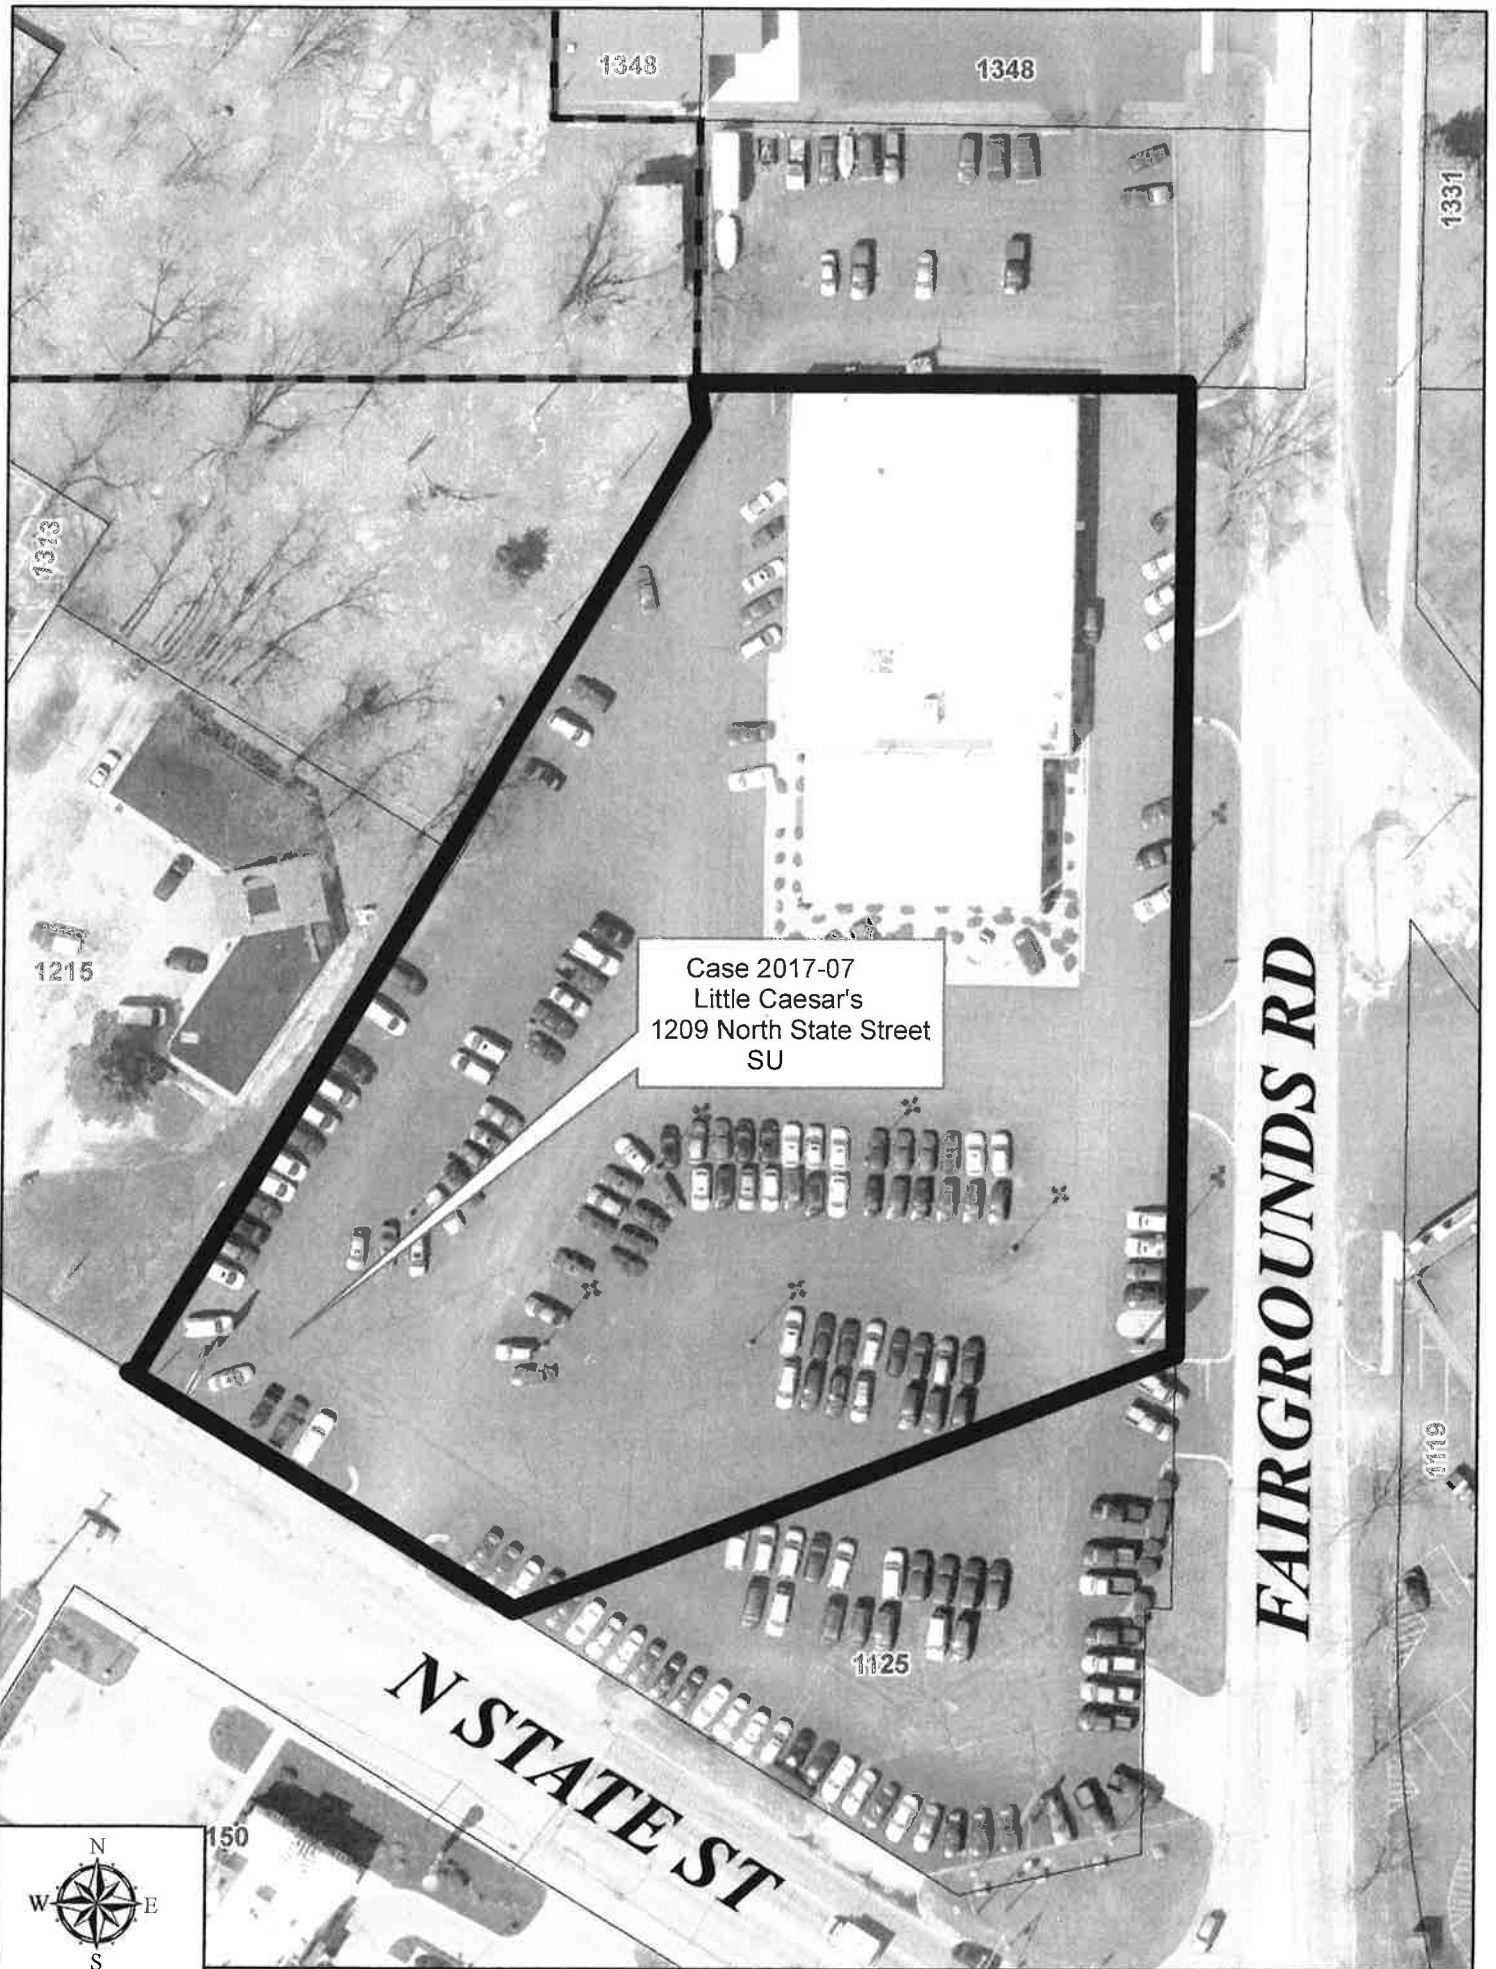 1348
1348
1331
1313
1215
Case 2017-07
Little Caesar's
1209 North State Street
SU
FAIRGROUNDS RD
1119
1125
N STATE ST
150
N
W
E
S